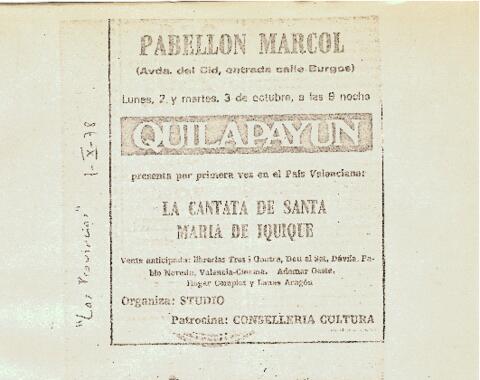 PABELLON MARCOL
(Avda. del Cid, entrada calle Burgos)
Lunes, 2, y martes, 3 de octubre, a las 9 noche
QUILAPAYUN
presenta por primera vez en el País Valenciano:
LA CANTATA DE SANTA
MARIA DE IQUIQUE
Venta anticipada: librerías Tres i Quatre, Dau al Set, Dávila, Pa-
blo Neruda, Valencia-Cinema, Ademar Oeste,
Hogar Complet y Lanas Aragón
Organiza: STUDIO
Patrocina: CONSELLERIA CULTURA
"Las Provincias" 1-X-78